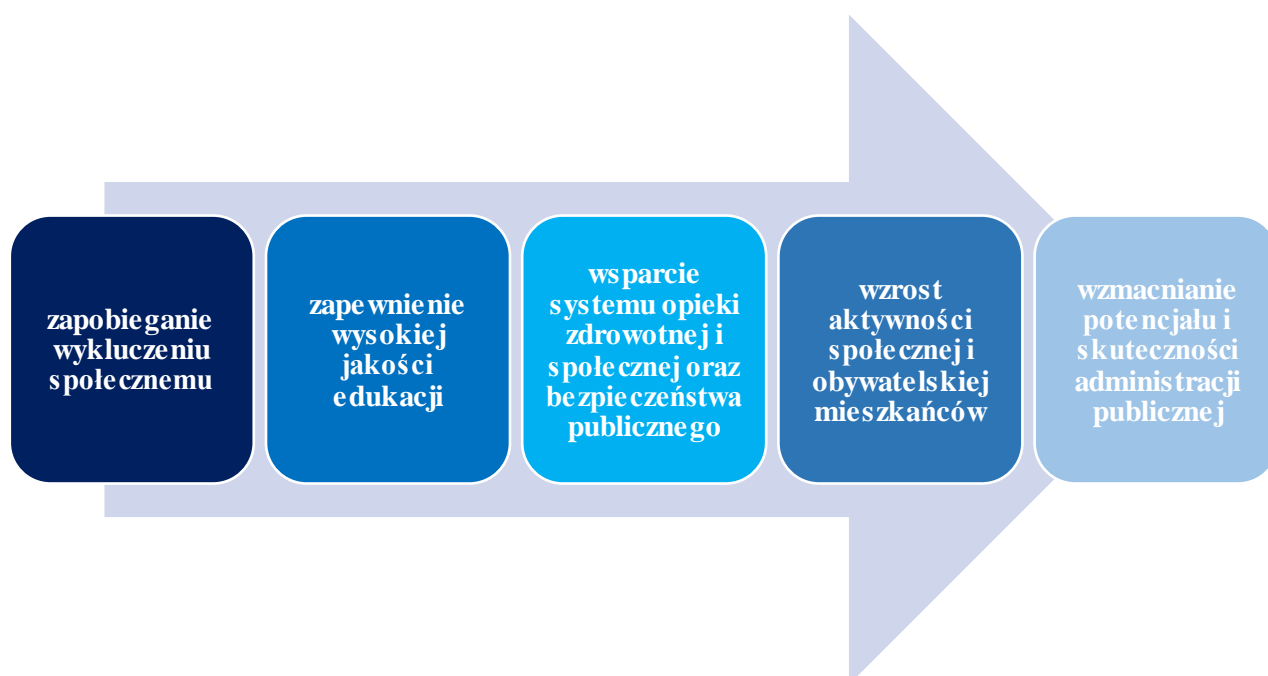 zapobieganie
wykluczeniu
społecznemu
zapewnienie
wysokiej
jakości
edukacji
wsparcie
systemu opieki
zdrowotnej i
społecznej oraz
bezpieczeństwa
publicznego
wzrost
aktywności
społecznej i
obywatelskiej
mieszkańców
wzmacnianie
potencjału i
skuteczności
administracji
publicznej